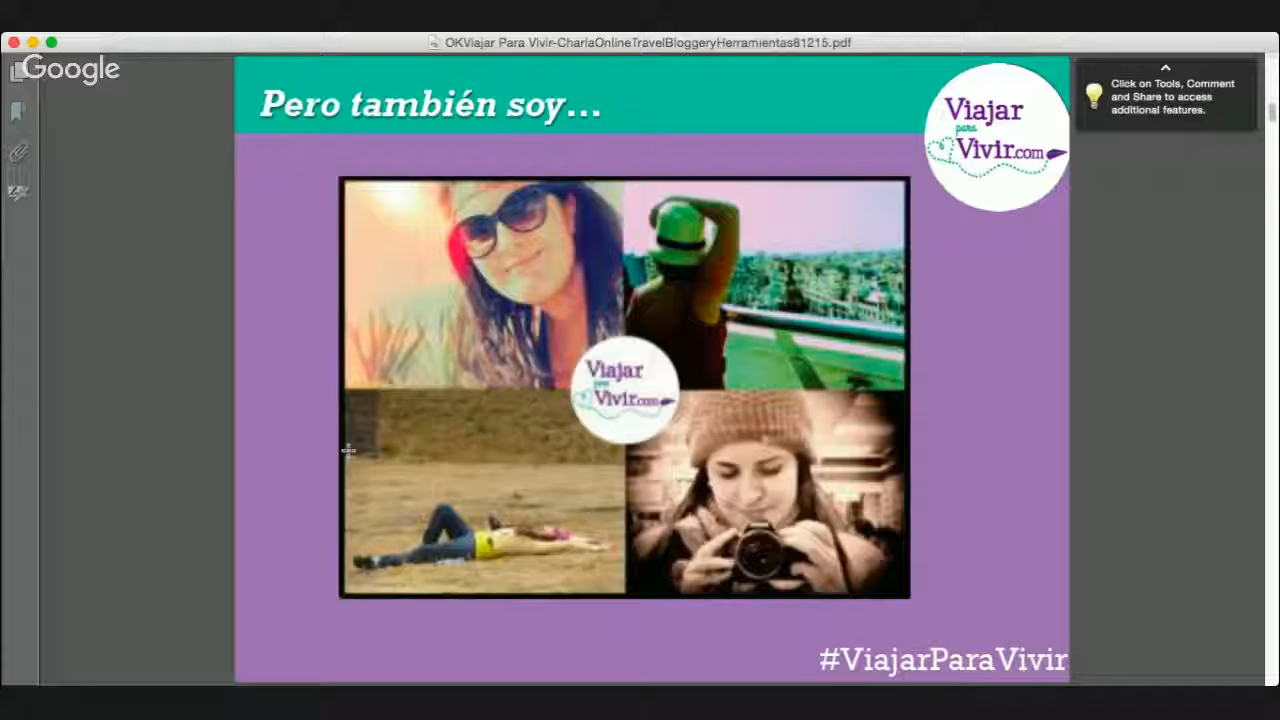 OKViajar Para Vivir-CharlaOnlineTravelBloggeryHerramientas81215.pdf
Google
Click on Tools, Comment
and Share to access
additional features.
Pero también soy...
Viajar
para
Vivir.com
Viajar
para
Vivir.com
#ViajarParaVivir